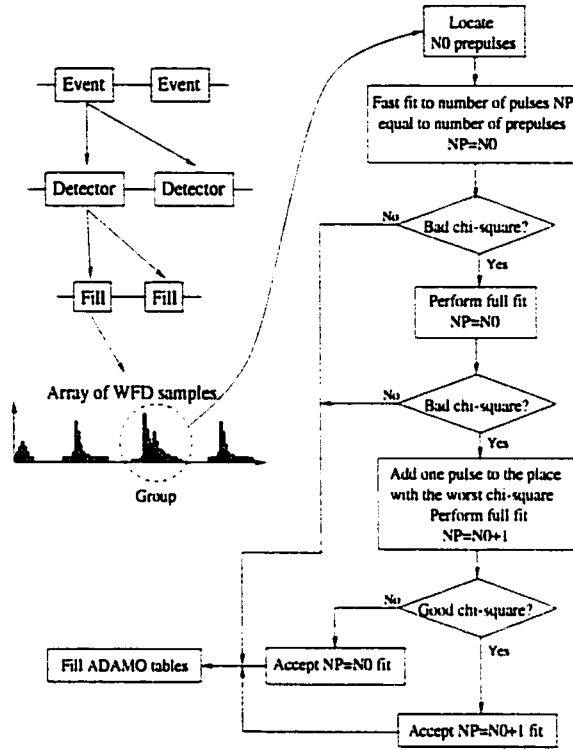 Event
Event
Detector
Detector
Fill
Fill
Array of WFD samples
Group
Locate
N0 prepulses
Fast fit to number of pulses NP
equal to number of prepulses
NP=N0
No
Bad chi-square?
Yes
Perform full fit
NP=N0
No
Bad chi-square?
Yes
Add one pulse to the place
with the worst chi-square
Perform full fit
NP=N0+1
No
Good chi-square?
Yes
Fill ADAMO tables
Accept NP=N0 fit
Accept NP=N0+1 fit